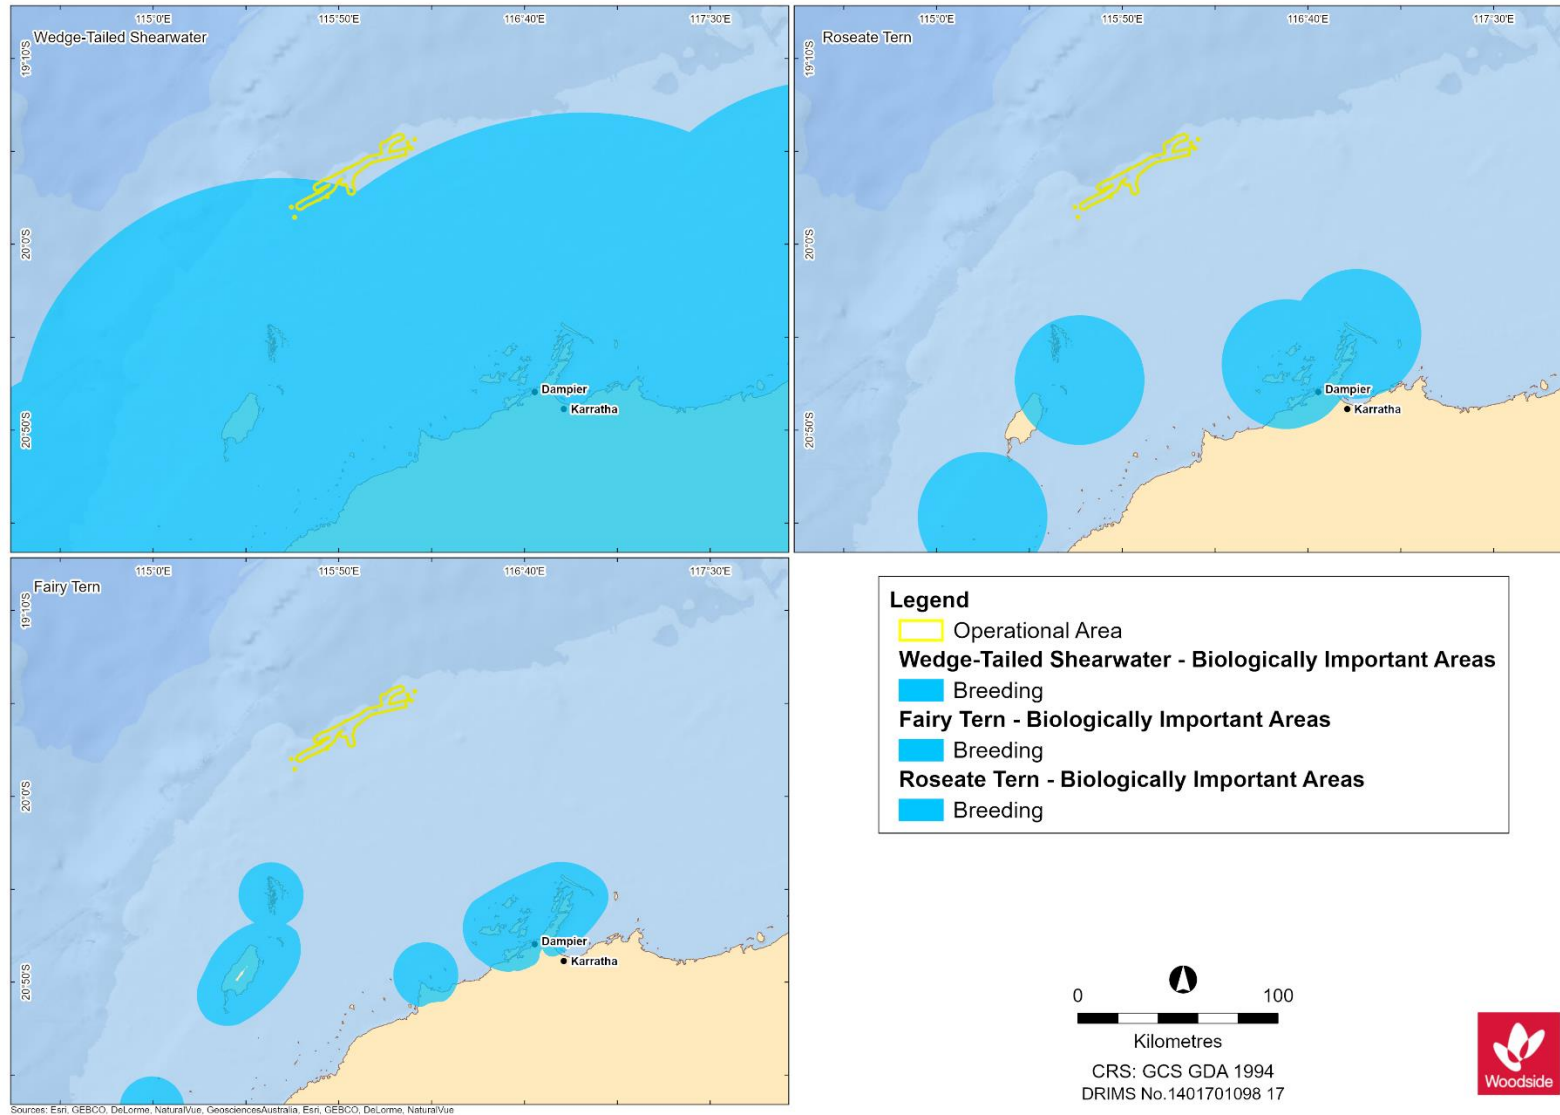 115°0'E 115°50'E 116°40'E 117°30'E
Wedge-Tailed Shearwater
19°10'S
20°0'S
20°50'S
Dampier
Karratha
115°0'E 115°50'E 116°40'E 117°30'E
Roseate Tern
19°10'S
20°0'S
20°50'S
Dampier
Karratha
115°0'E 115°50'E 116°40'E 117°30'E
Fairy Tern
19°10'S
20°0'S
20°50'S
Dampier
Karratha
Legend
Operational Area
Wedge-Tailed Shearwater - Biologically Important Areas
Breeding
Fairy Tern - Biologically Important Areas
Breeding
Roseate Tern - Biologically Important Areas
Breeding
0 100
Kilometres
CRS: GCS GDA 1994
DRIMS No.1401701098 17
Woodside
Sources: Esri, GEBCO, DeLorme, NaturalVue, GeosciencesAustralia, Esri, GEBCO, DeLorme, NaturalVue